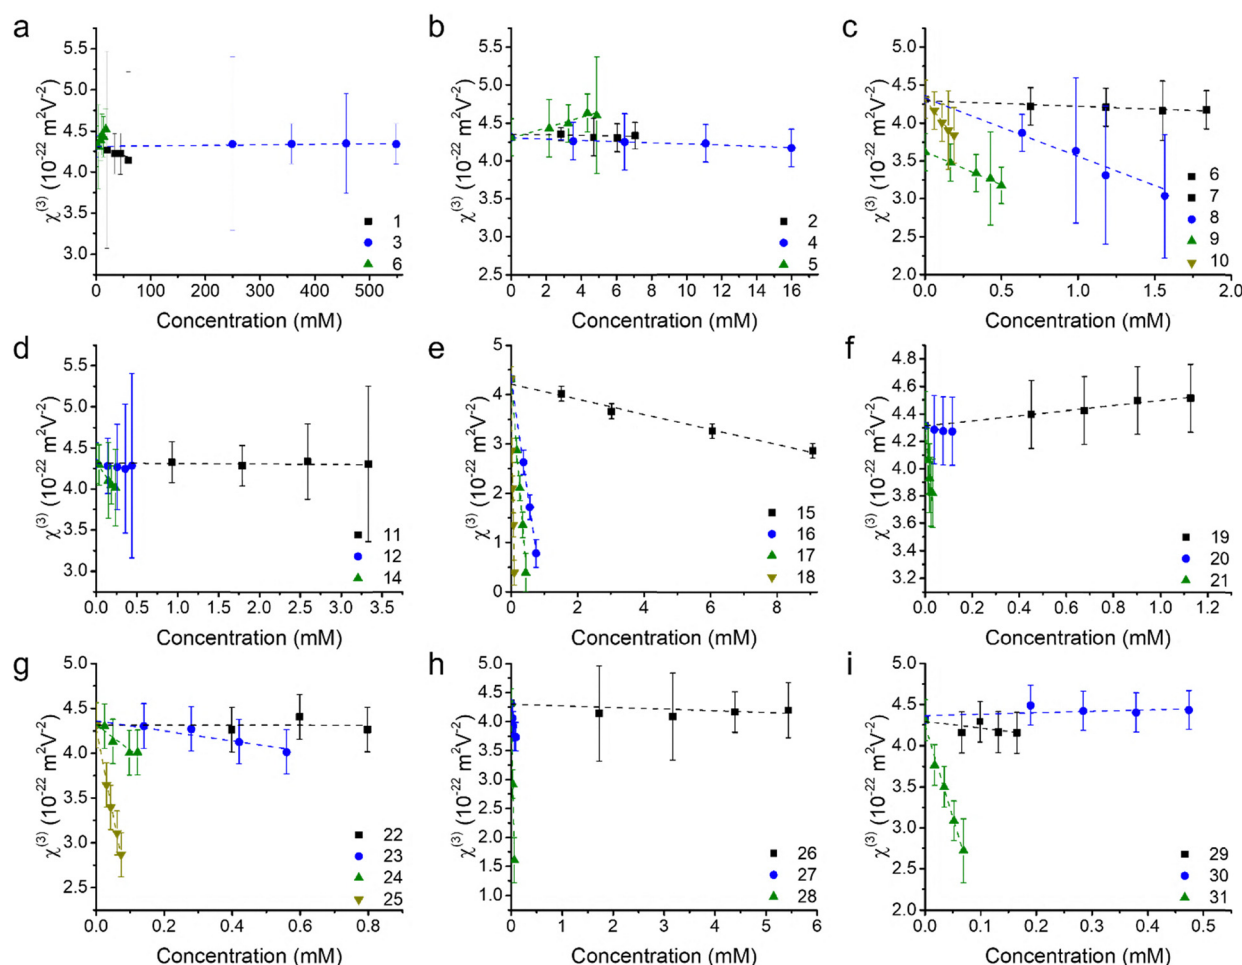 a
5.5
5.0
4.5
4.0
3.5
3.0
χ(3) (10-22 m2V-2)
0 100 200 300 400 500
Concentration (mM)
1
3
6
b
5.5
5.0
4.5
4.0
3.5
3.0
2.5
χ(3) (10-22 m2V-2)
0 2 4 6 8 10 12 14 16
Concentration (mM)
2
4
5
c
5.0
4.5
4.0
3.5
3.0
2.5
2.0
χ(3) (10-22 m2V-2)
0.0 0.5 1.0 1.5 2.0
Concentration (mM)
6
7
8
9
10
d
5.5
5.0
4.5
4.0
3.5
3.0
χ(3) (10-22 m2V-2)
0.0 0.5 1.0 1.5 2.0 2.5 3.0 3.5
Concentration (mM)
11
12
14
e
5
4
3
2
1
0
χ(3) (10-22 m2V-2)
0 2 4 6 8
Concentration (mM)
15
16
17
18
f
4.8
4.6
4.4
4.2
4.0
3.8
3.6
3.4
3.2
χ(3) (10-22 m2V-2)
0.0 0.2 0.4 0.6 0.8 1.0 1.2
Concentration (mM)
19
20
21
g
5.0
4.5
4.0
3.5
3.0
2.5
χ(3) (10-22 m2V-2)
0.0 0.2 0.4 0.6 0.8
Concentration (mM)
22
23
24
25
h
5.0
4.5
4.0
3.5
3.0
2.5
2.0
1.5
1.0
χ(3) (10-22 m2V-2)
0 1 2 3 4 5 6
Concentration (mM)
26
27
28
i
5.0
4.5
4.0
3.5
3.0
2.5
2.0
χ(3) (10-22 m2V-2)
0.0 0.1 0.2 0.3 0.4 0.5
Concentration (mM)
29
30
31